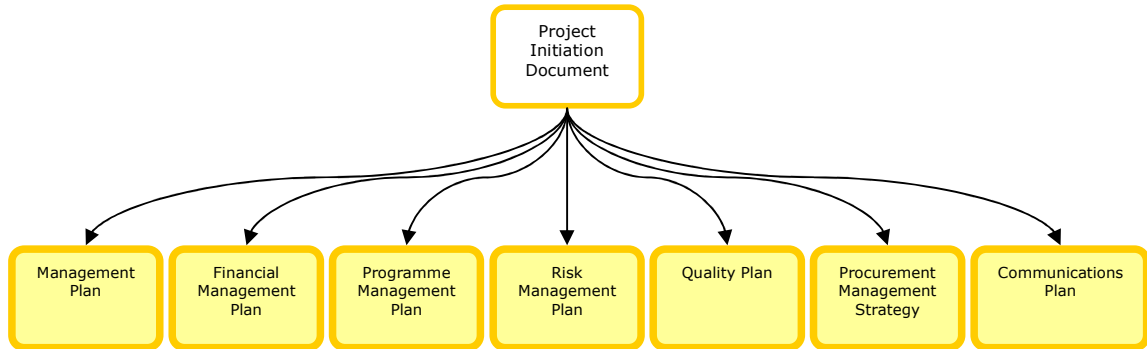 Project
Initiation
Document
Management
Plan
Financial
Management
Plan
Programme
Management
Plan
Risk
Management
Plan
Quality Plan
Procurement
Management
Strategy
Communications
Plan